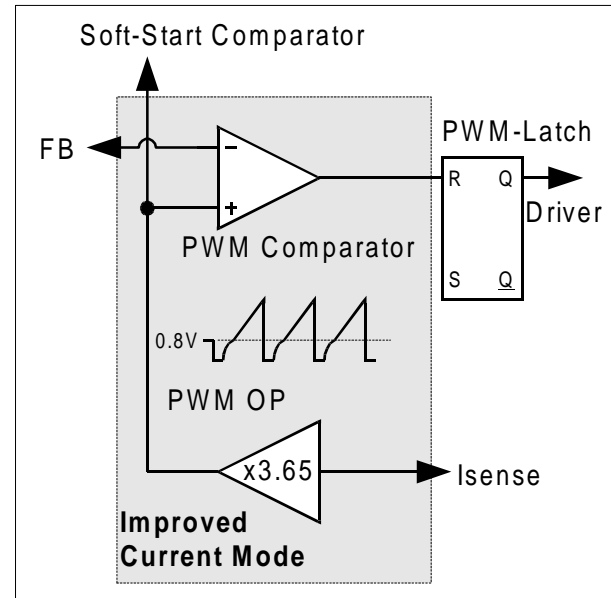 Soft-Start Comparator
FB
PWM-Latch
R Q
Driver
S Q
PWM Comparator
0.8V
PWM OP
x3.65
Isense
Improved
Current Mode